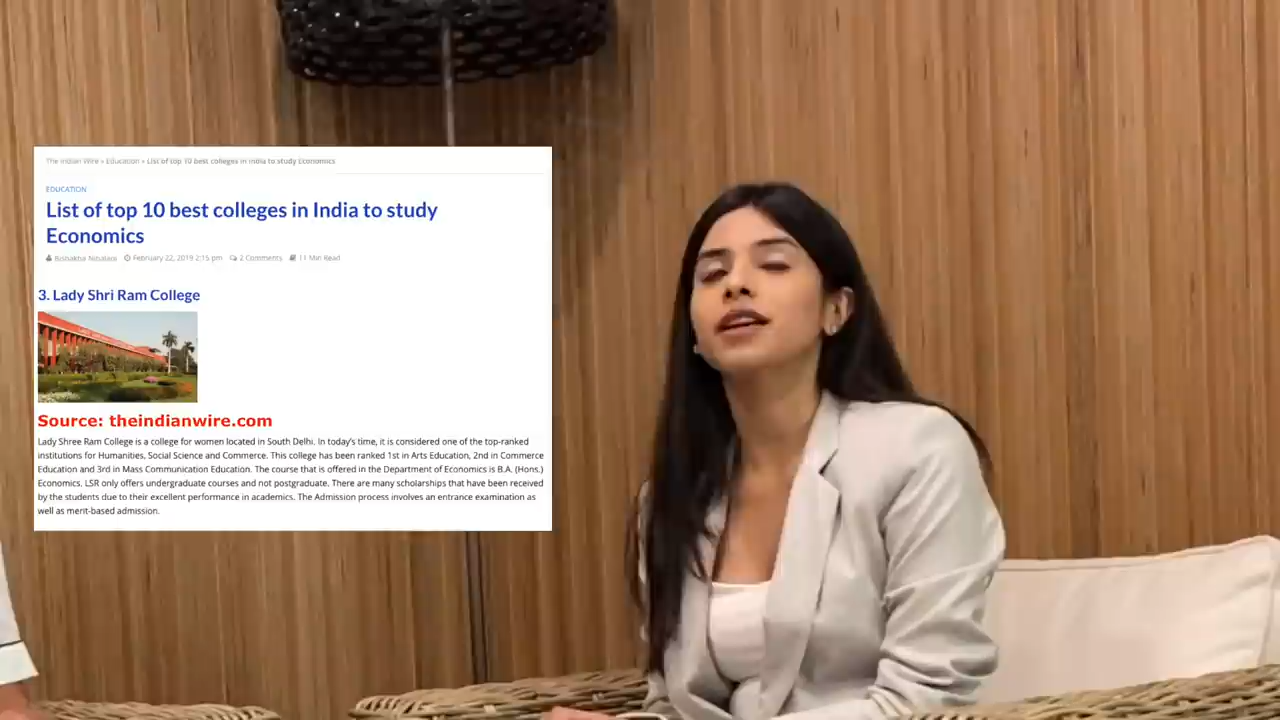 The Indian Wire » Education » List of top 10 best colleges in India to study Economics
EDUCATION
List of top 10 best colleges in India to study
Economics
February 22, 2019 2:15 pm 2 Comments 11 Min Read
3. Lady Shri Ram College
Source: theindianwire.com
Lady Shree Ram College is a college for women located in South Delhi. In today's time, it is considered one of the top-ranked
institutions for Humanities, Social Science and Commerce. This college has been ranked 1st in Arts Education, 2nd in Commerce
Education and 3rd in Mass Communication Education. The course that is offered in the Department of Economics is B.A. (Hons.)
Economics. LSR only offers undergraduate courses and not postgraduate. There are many scholarships that have been received
by the students due to their excellent performance in academics. The Admission process involves an entrance examination as
well as merit-based admission.